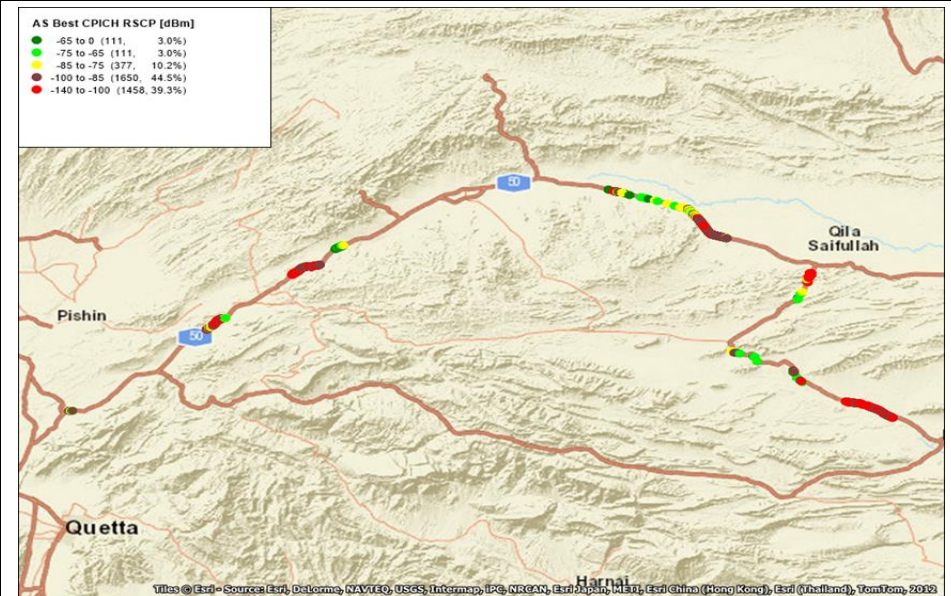 AS Best CPICH RSCP [dBm]
-65 to 0 (111, 3.0%)
-75 to -65 (111, 3.0%)
-85 to -75 (377, 10.2%)
-100 to -85 (1650, 44.5%)
-140 to -100 (1458, 39.3%)
50
Qila
Saifullah
Pishin
50
Quetta
Harnai
Tiles © Esri - Source: Esri, DeLorme, NAVTEQ, USGS, Intermap, iPC, NRCAN, Esri Japan, METI, Esri China (Hong Kong), Esri (Thailand), TomTom, 2012